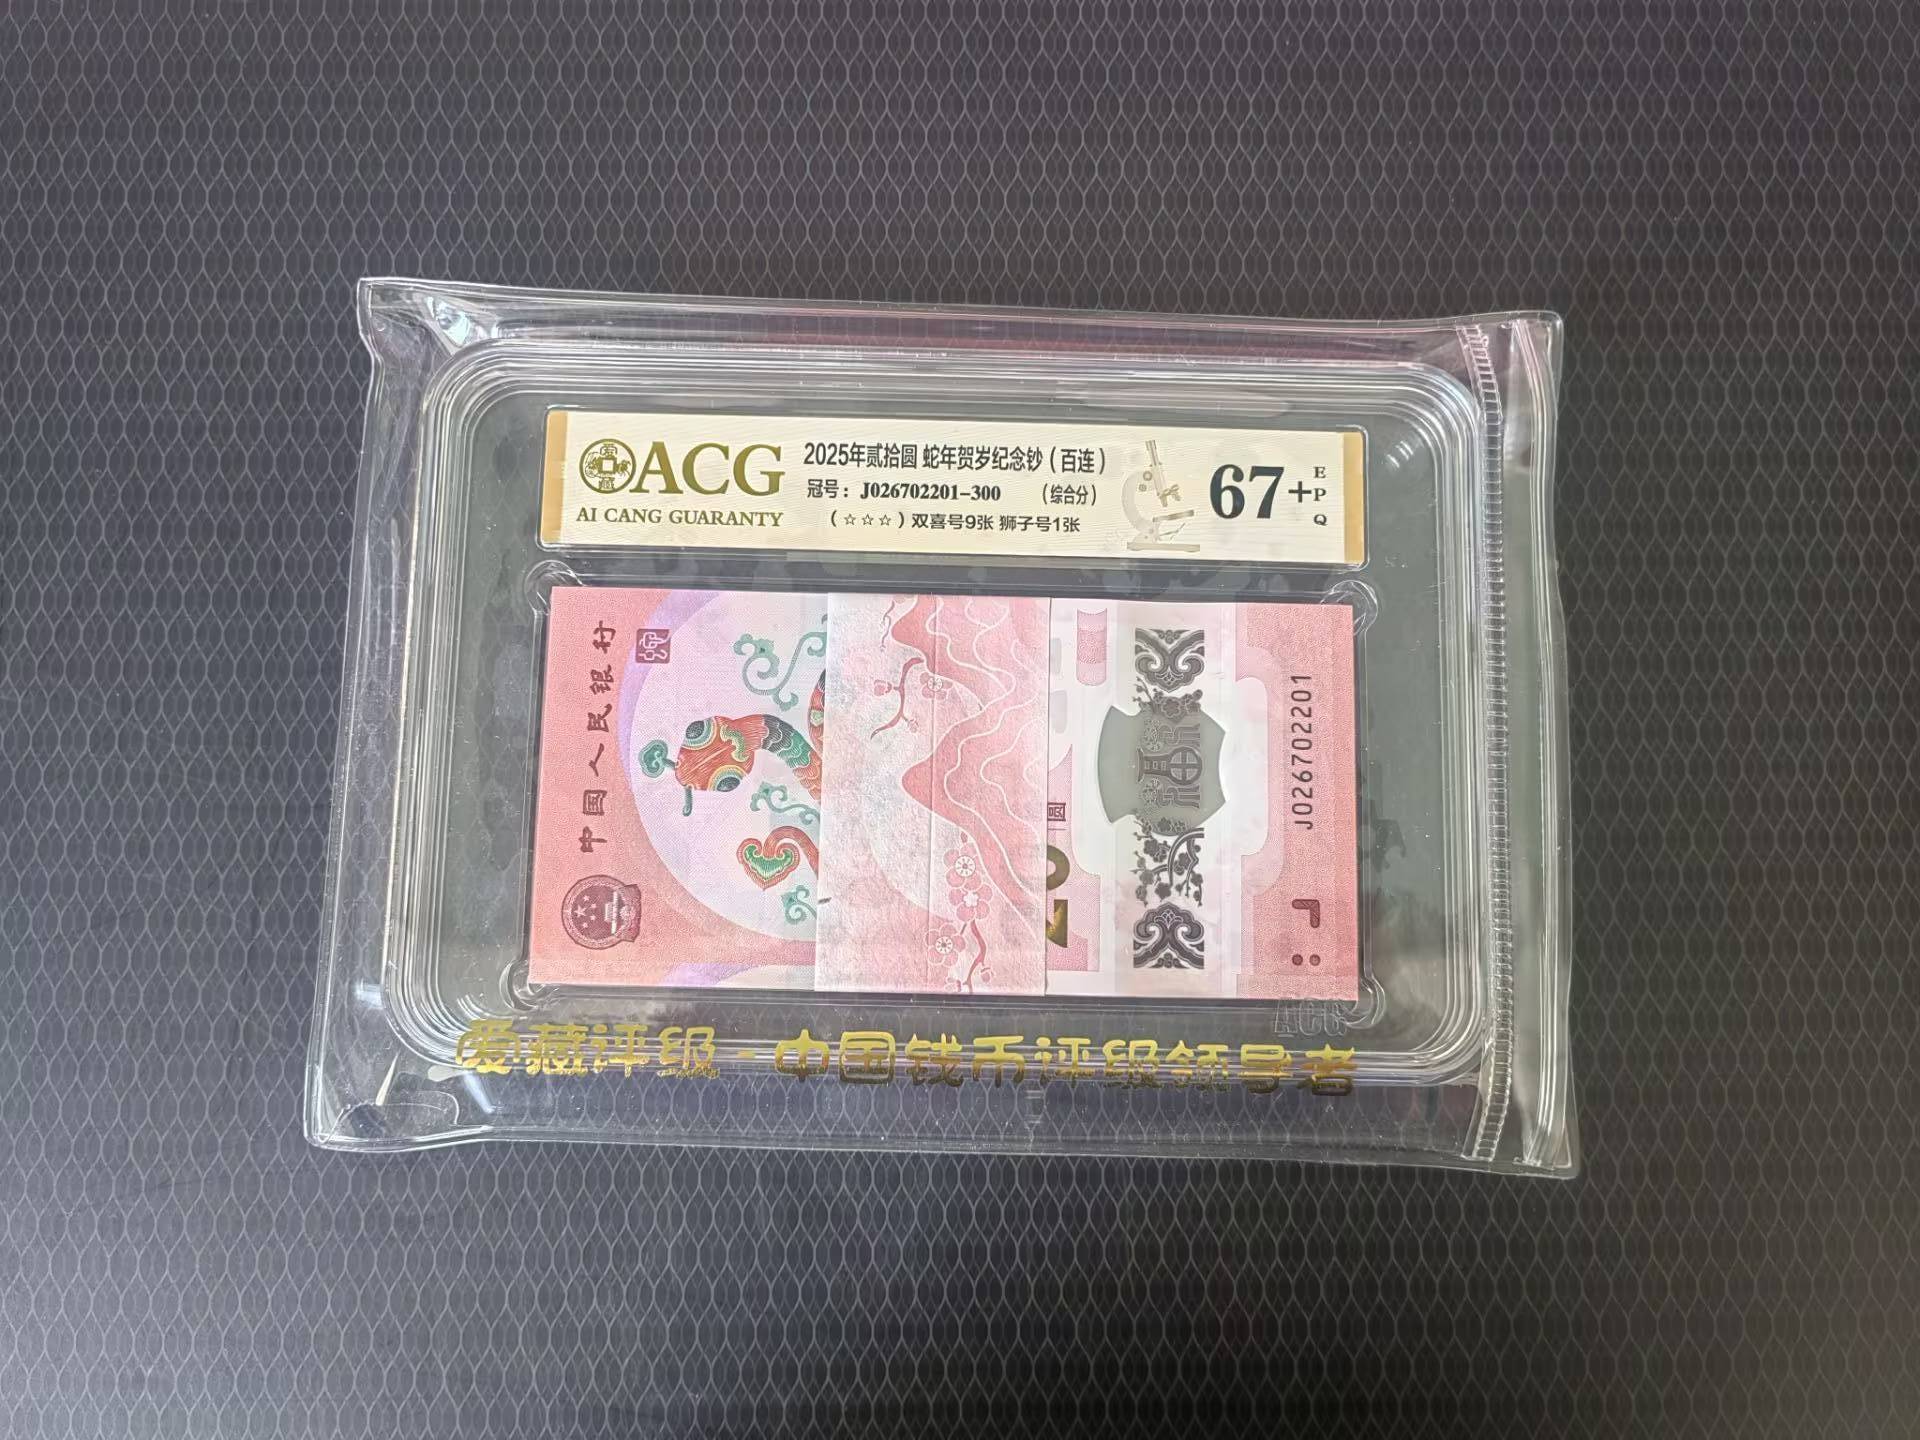 ACG
AI CANG GUARANTY
2025年贰拾圆 蛇年贺岁纪念钞（百连）
冠号：J026702201-300 （综合分）
（☆☆☆）双喜号9张 狮子号1张
67+
EPQ
中国人民银行
圆
J026702201
ACG
爱藏评级 - 中国钱币评级领导者